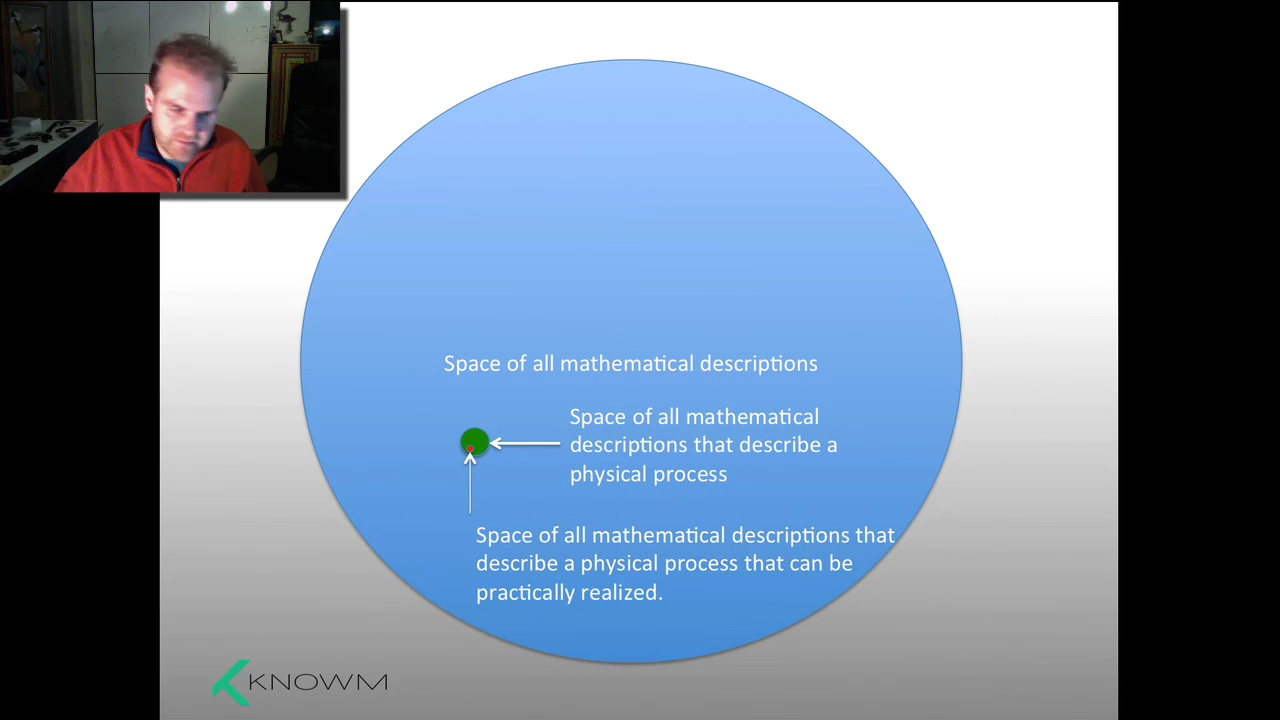 Space of all mathematical descriptions
Space of all mathematical
descriptions that describe a
physical process
Space of all mathematical descriptions that
describe a physical process that can be
practically realized.
KNOWM